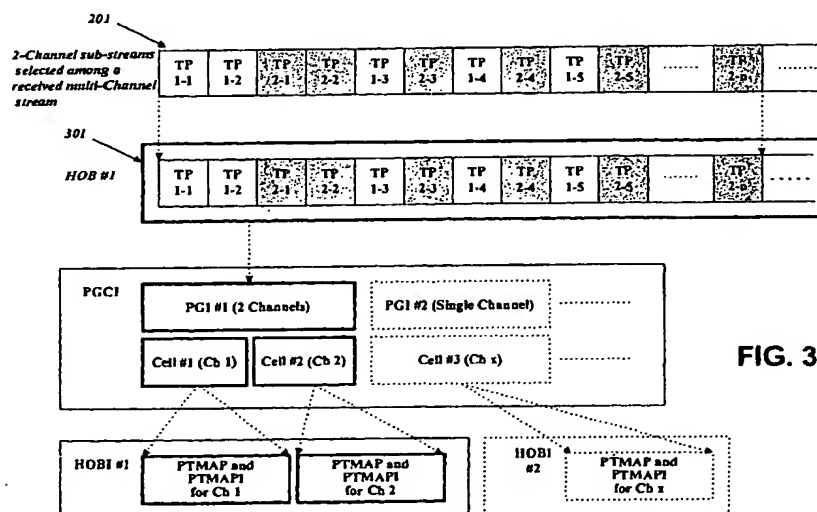 201
2-Channel sub-streams
selected among a
received multi-Channel
stream
TP 1-1 TP 1-2 TP 2-1 TP 2-2 TP 1-3 TP 2-3 TP 1-4 TP 2-4 TP 1-5 TP 2-5 ....... TP 2-n .......
301
HOB #1
TP 1-1 TP 1-2 TP 2-1 TP 2-2 TP 1-3 TP 2-3 TP 1-4 TP 2-4 TP 1-5 TP 2-5 ....... TP 2-n .......
PGCI
PGI #1 (2 Channels)
PGI #2 (Single Channel)
Cell #1 (Ch 1)
Cell #2 (Ch 2)
Cell #3 (Ch x)
FIG. 3
HOBI #1
PTMAP and
PTMAPI
for Ch 1
PTMAP and
PTMAPI
for Ch 2
HOBI
#2
PTMAP and
PTMAPI
for Ch x